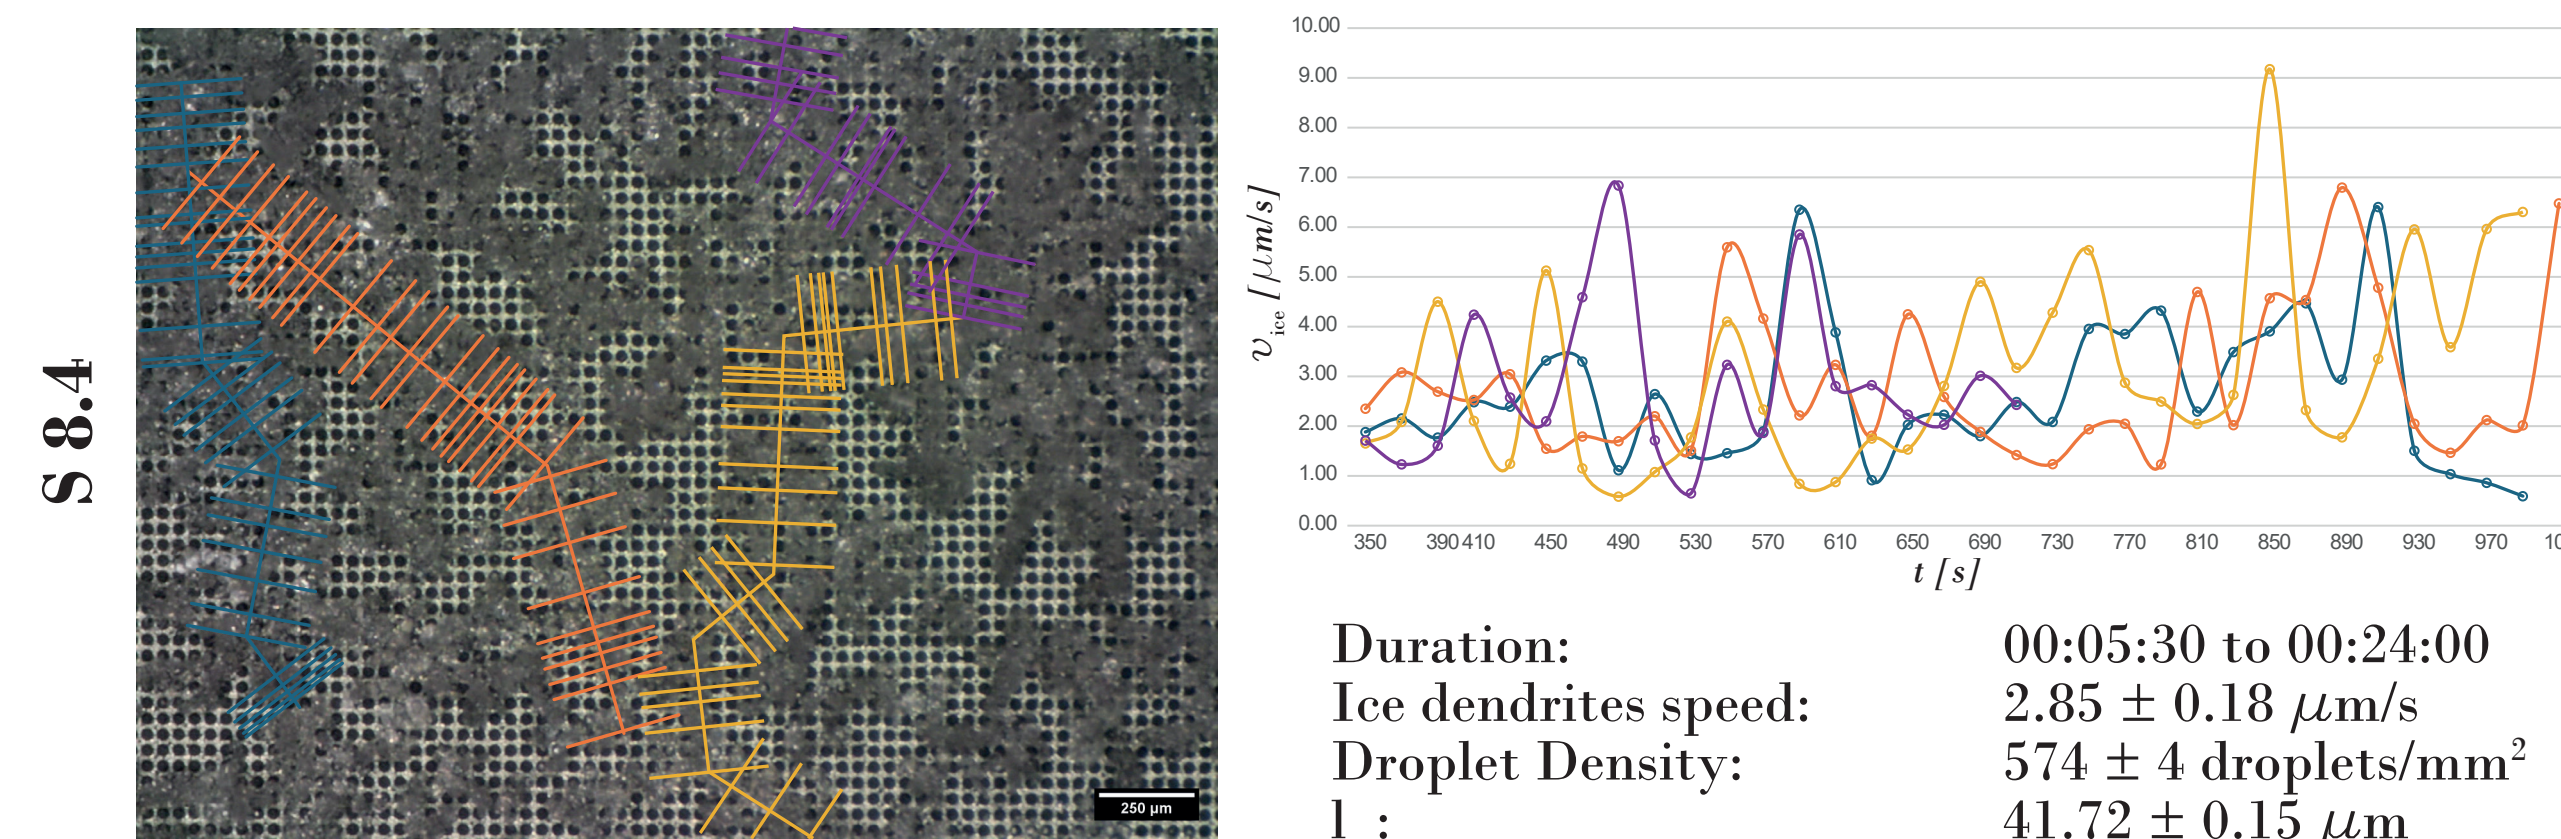 S 8.4
250 µm
10.00
9.00
8.00
7.00
6.00
5.00
4.00
3.00
2.00
1.00
0.00
v ice [µm/s]
350 390 410 450 490 530 570 610 650 690 730 770 810 850 890 930 970 10
t [s]
Duration: 00:05:30 to 00:24:00
Ice dendrites speed: 2.85 ± 0.18 µm/s
Droplet Density: 574 ± 4 droplets/mm²
l : 41.72 ± 0.15 µm